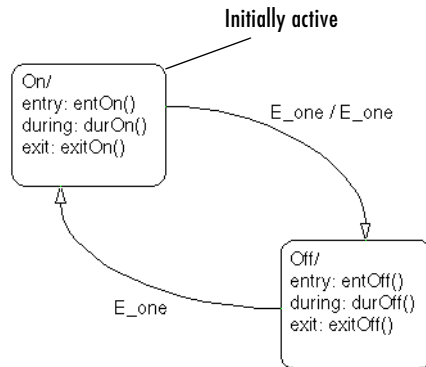 Initially active
On/
entry: entOn()
during: durOn()
exit: exitOn()
E_one / E_one
Off/
entry: entOff()
during: durOff()
exit: exitOff()
E_one